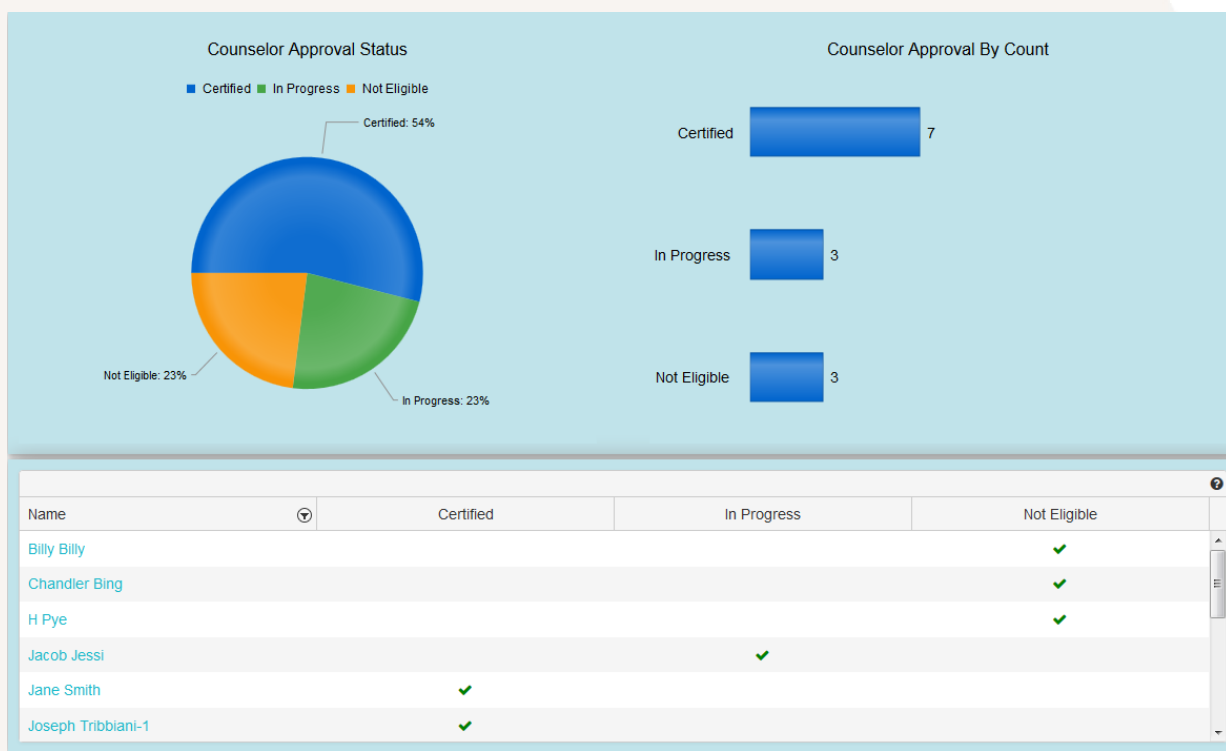 Counselor Approval Status
Certified In Progress Not Eligible
Certified: 54%
Not Eligible: 23%
In Progress: 23%
Counselor Approval By Count
Certified 7
In Progress 3
Not Eligible 3
Name Certified In Progress Not Eligible
Billy Billy
Chandler Bing
H Pye
Jacob Jessi
Jane Smith
Joseph Tribbiani-1